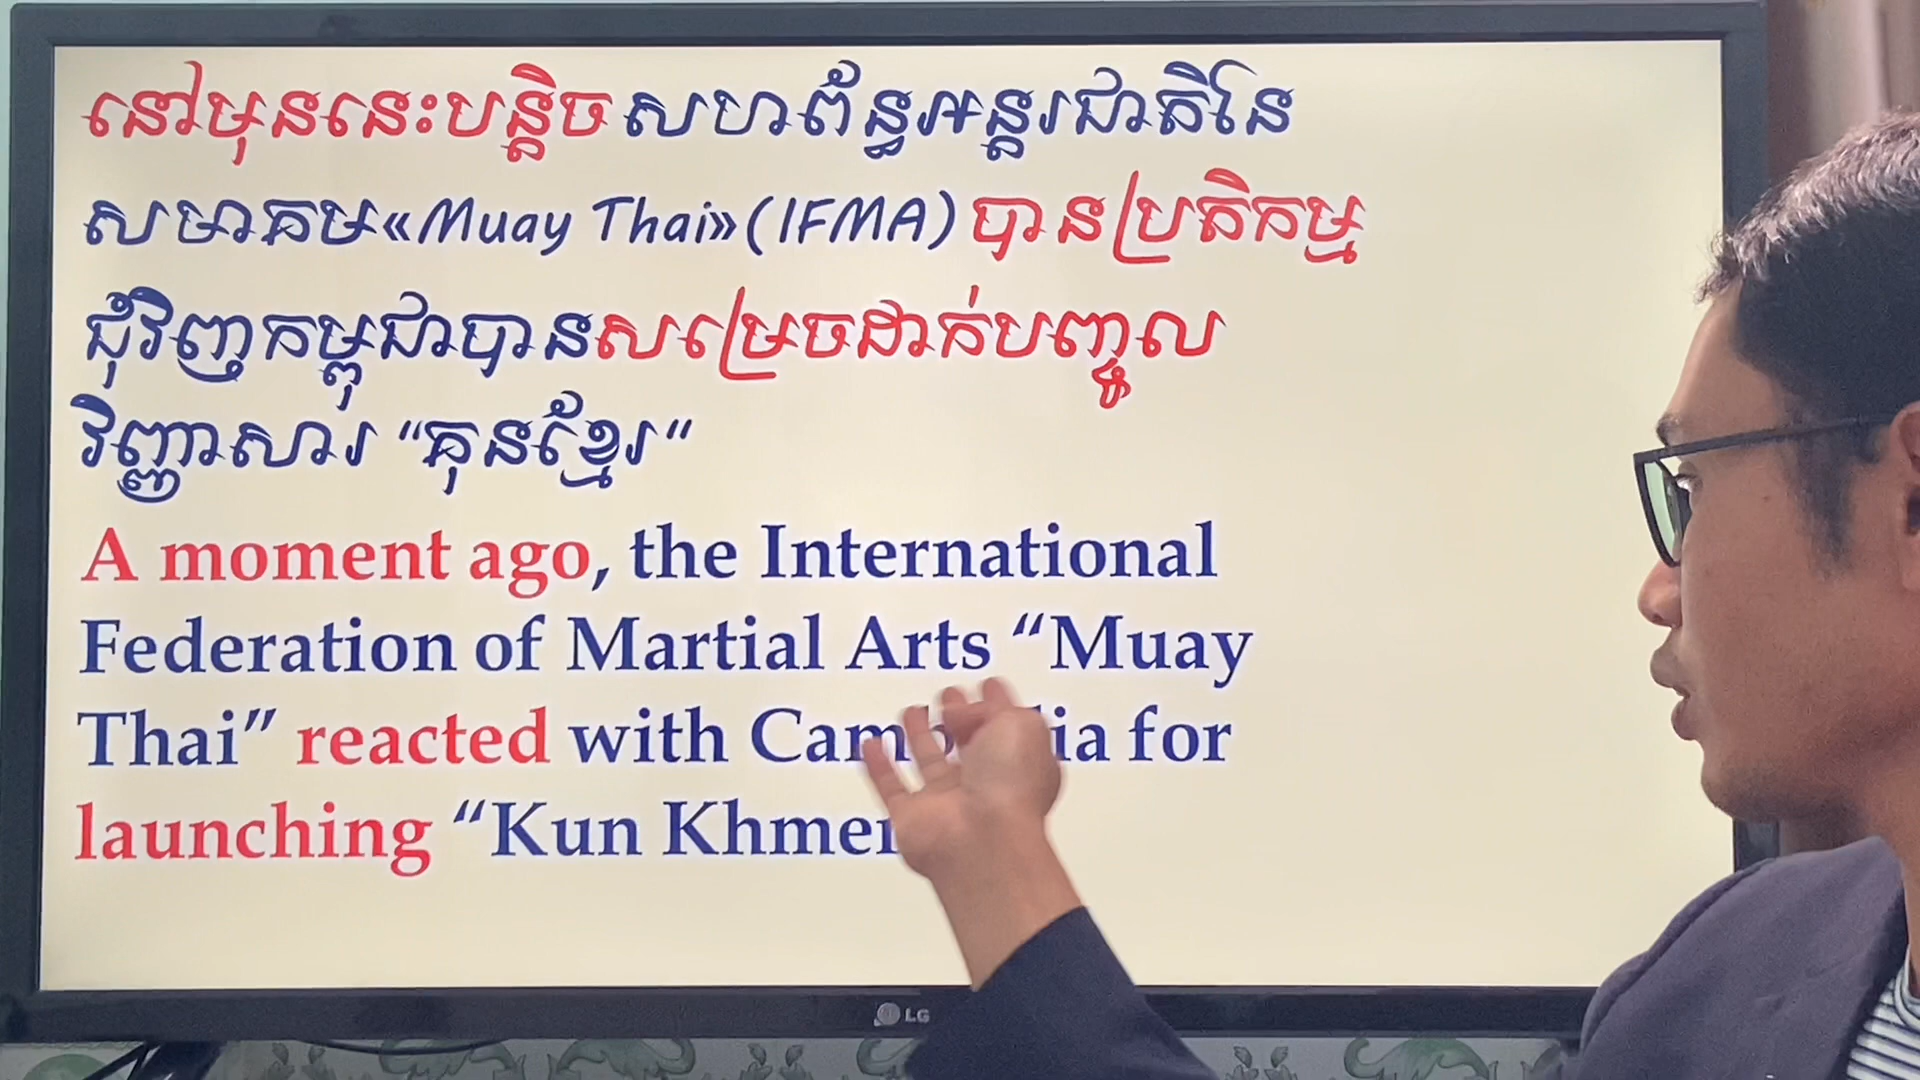 នៅមុននេះបន្តិចសហព័ន្ធអន្តរជាតិនៃ
សមាគម«Muay Thai»(IFMA)បានប្រតិកម្ម
ជុំវិញកម្ពុជាបានសម្រេចដាក់បញ្ចូល
វិញ្ញាសារ “គុនខ្មែរ“
A moment ago, the International
Federation of Martial Arts “Muay
Thai” reacted with for
launching “Kun Khmer
LG